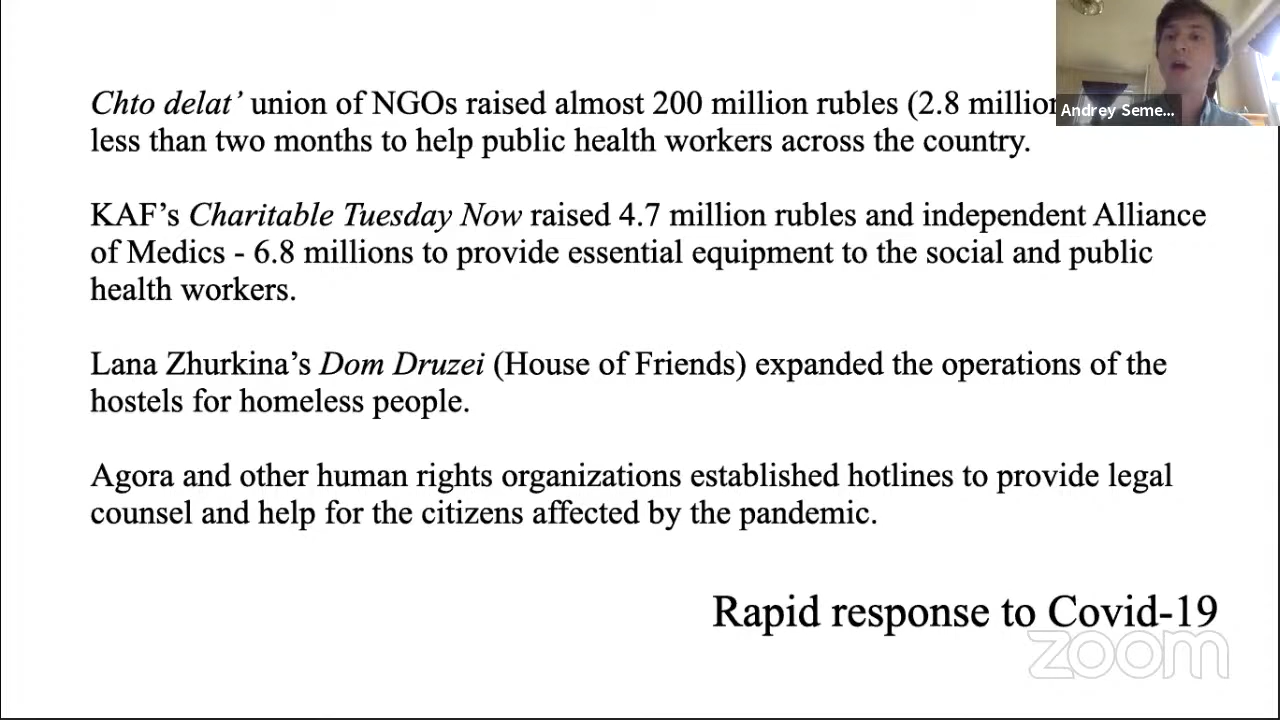 Chto delat’ union of NGOs raised almost 200 million rubles (2.8
less than two months to help public health workers across the country.
KAF’s Charitable Tuesday Now raised 4.7 million rubles and independent Alliance
of Medics - 6.8 millions to provide essential equipment to the social and public
health workers.
Lana Zhurkina’s Dom Druzei (House of Friends) expanded the operations of the
hostels for homeless people.
Agora and other human rights organizations established hotlines to provide legal
counsel and help for the citizens affected by the pandemic.
Rapid response to Covid-19
Andrey Seme...
zoom